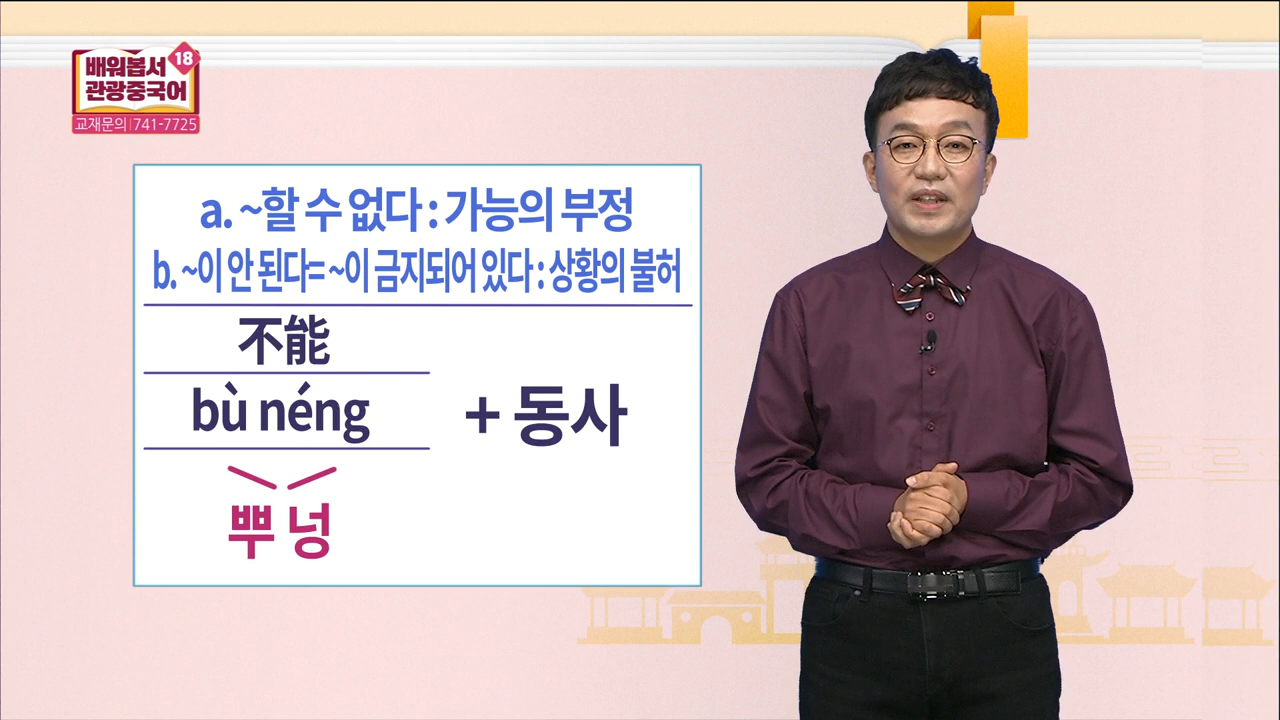 배워봅서 18
관광중국어
교재문의 | 741-7725
a. ~할 수 없다 : 가능의 부정
b. ~이 안 된다= ~이 금지되어 있다 : 상황의 불허
不能
bù néng
+ 동사
뿌 넝